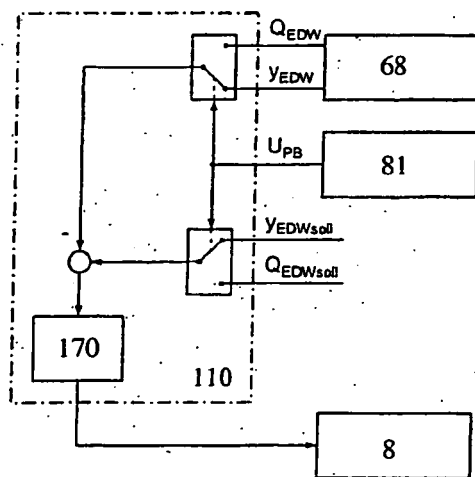 Q_EDW
68
y_EDW
U_PB
81
y_EDWsoll
Q_EDWsoll
-
170
110
8